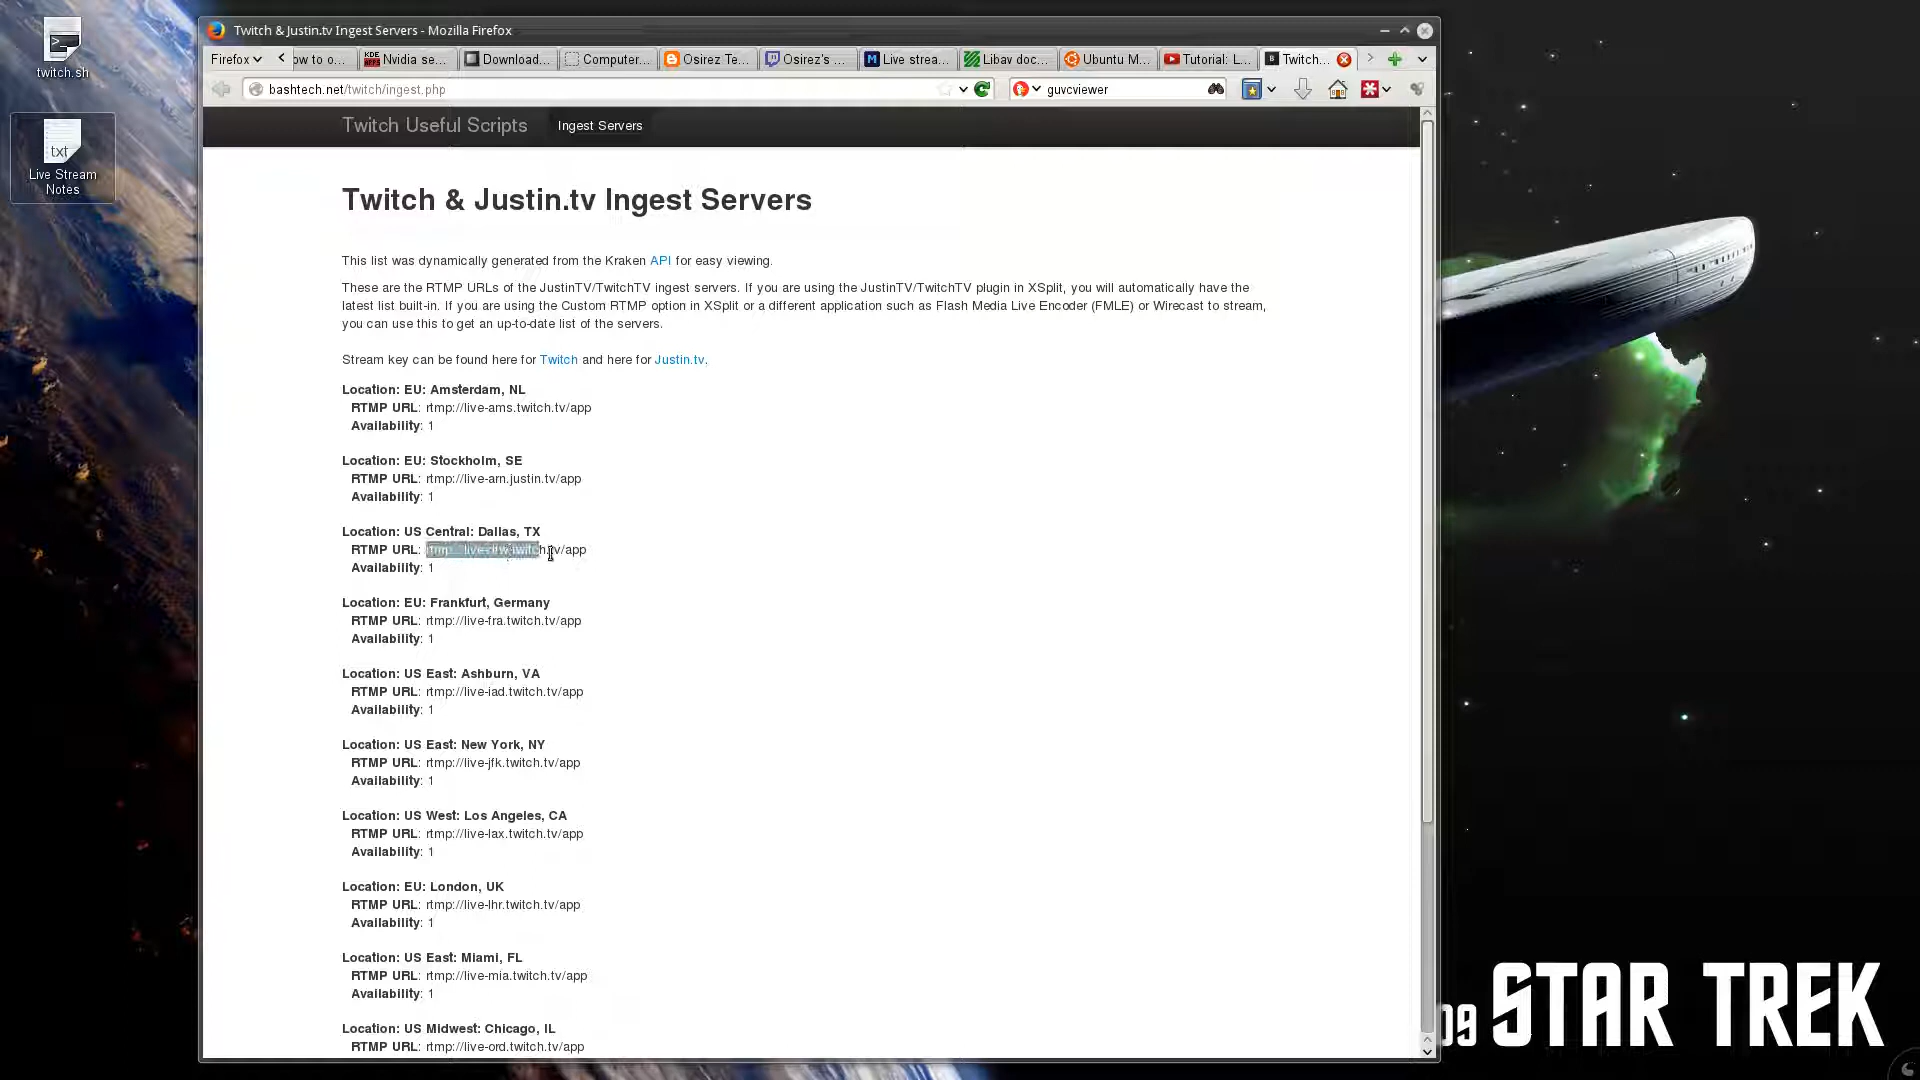 twitch.sh
txt
Live Stream
Notes
Twitch & Justin.tv Ingest Servers - Mozilla Firefox
Firefox
ow to o...
Nvidia se...
Download...
Computer...
Osirez Te...
Osirez's ...
Live strea...
Libav doc...
Ubuntu M...
Tutorial: L...
Twitch...
bashtech.net/twitch/ingest.php
guvcviewer
Twitch Useful Scripts
Ingest Servers
Twitch & Justin.tv Ingest Servers
This list was dynamically generated from the Kraken API for easy viewing.
These are the RTMP URLs of the JustinTV/TwitchTV ingest servers. If you are using the JustinTV/TwitchTV plugin in XSplit, you will automatically have the
latest list built-in. If you are using the Custom RTMP option in XSplit or a different application such as Flash Media Live Encoder (FMLE) or Wirecast to stream,
you can use this to get an up-to-date list of the servers.
Stream key can be found here for Twitch and here for Justin.tv.
Location: EU: Amsterdam, NL
RTMP URL: rtmp://live-ams.twitch.tv/app
Availability: 1
Location: EU: Stockholm, SE
RTMP URL: rtmp://live-arn.justin.tv/app
Availability: 1
Location: US Central: Dallas, TX
RTMP URL:
Availability: 1
Location: EU: Frankfurt, Germany
RTMP URL: rtmp://live-fra.twitch.tv/app
Availability: 1
Location: US East: Ashburn, VA
RTMP URL: rtmp://live-iad.twitch.tv/app
Availability: 1
Location: US East: New York, NY
RTMP URL: rtmp://live-jfk.twitch.tv/app
Availability: 1
Location: US West: Los Angeles, CA
RTMP URL: rtmp://live-lax.twitch.tv/app
Availability: 1
Location: EU: London, UK
RTMP URL: rtmp://live-lhr.twitch.tv/app
Availability: 1
Location: US East: Miami, FL
RTMP URL: rtmp://live-mia.twitch.tv/app
Availability: 1
Location: US Midwest: Chicago, IL
RTMP URL: rtmp://live-ord.twitch.tv/app
09 STAR TREK